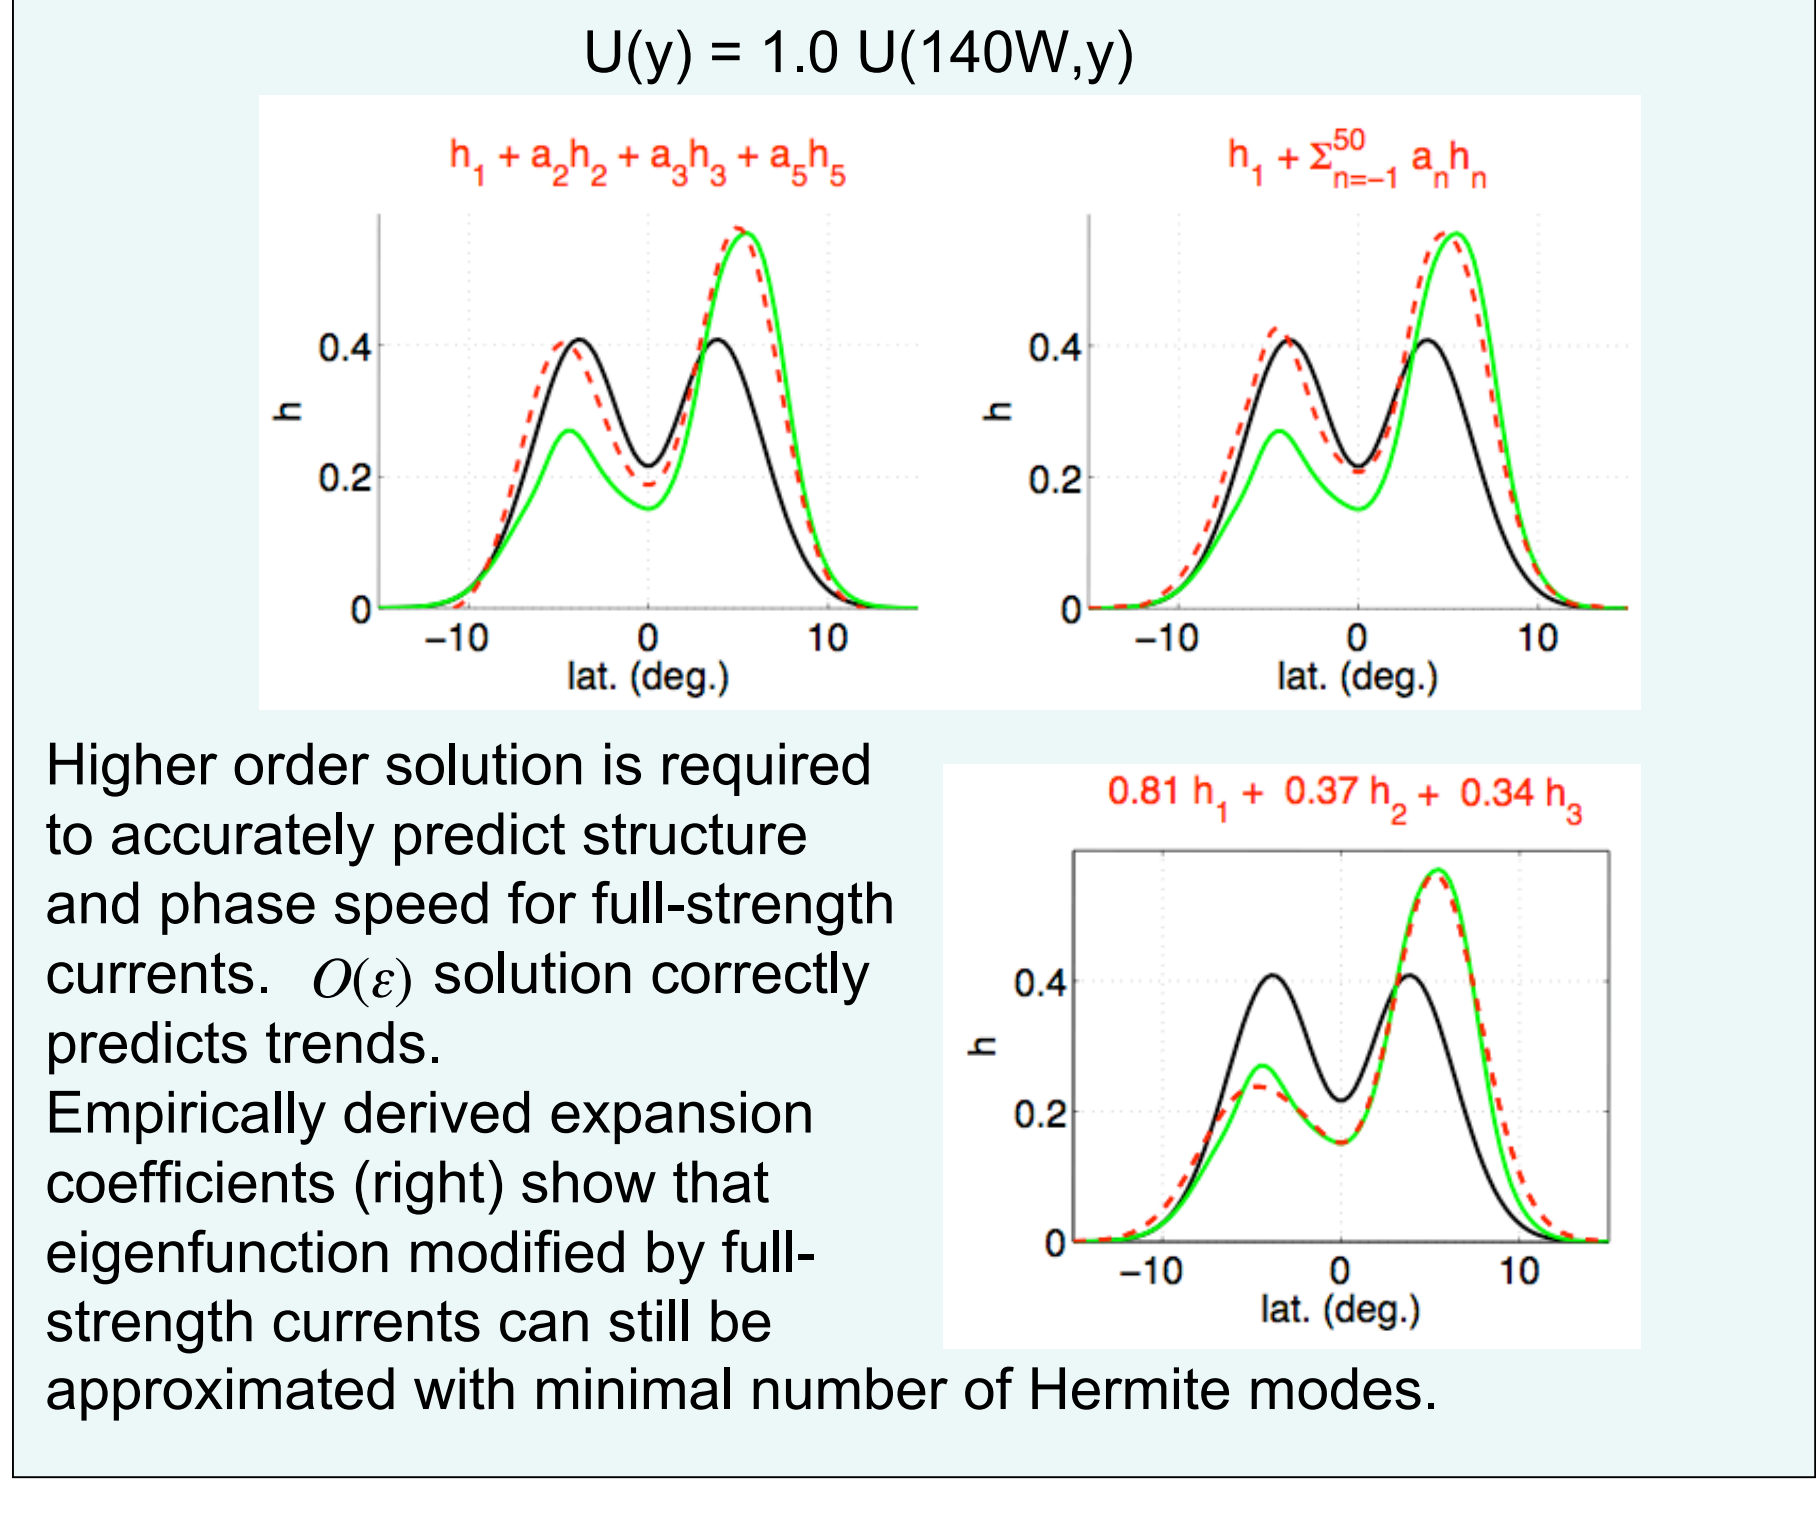 U(y) = 1.0 U(140W,y)
h₁ + a₂h₂ + a₃h₃ + a₅h₅
h
0.4
0.2
0
−10 0 10
lat. (deg.)
h₁ + Σ⁵⁰ₙ₌₋₁ aₙhₙ
h
0.4
0.2
0
−10 0 10
lat. (deg.)
Higher order solution is required
to accurately predict structure
and phase speed for full-strength
currents. O(ε) solution correctly
predicts trends.
Empirically derived expansion
coefficients (right) show that
eigenfunction modified by full-
strength currents can still be
approximated with minimal number of Hermite modes.
0.81 h₁ + 0.37 h₂ + 0.34 h₃
h
0.4
0.2
0
−10 0 10
lat. (deg.)